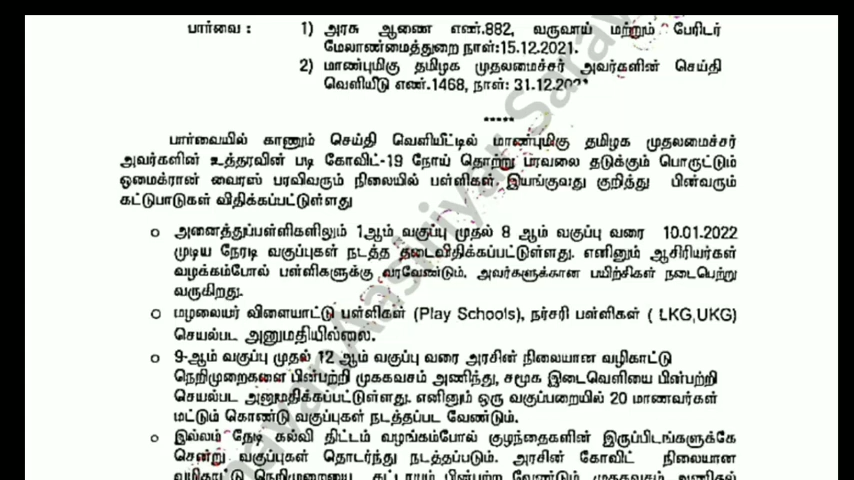 பார்வை : 1) அரசு ஆணை எண்.882, வருவாய் மற்றும் பேரிடர்
மேலாண்மைத்துறை நாள்:15.12.2021.
2) மாண்புமிகு தமிழக முதலமைச்சர் அவர்களின் செய்தி
வெளியீடு எண்.1468, நாள்: 31.12.
*****
பார்வையில் காணும் செய்தி வெளியீட்டில் மாண்புமிகு தமிழக முதலமைச்சர்
அவர்களின் உத்தரவின் படி கோவிட்-19 நோய் தொற்று பரவலை தடுக்கும் பொருட்டும்
ஒமைக்ரான் வைரஸ் பரவிவரும் நிலையில் பள்ளிகள் இயங்குவது குறித்து பின்வரும்
கட்டுபாடுகள் விதிக்கப்பட்டுள்ளது
o அனைத்துப்பள்ளிகளிலும் 1ஆம் வகுப்பு முதல் 8 ஆம் வகுப்பு வரை 10.01.2022
முடிய நேரடி வகுப்புகள் நடத்த தடைவிதிக்கப்பட்டுள்ளது. எனினும் ஆசிரியர்கள்
வழக்கம்போல் பள்ளிகளுக்கு வரவேண்டும். அவர்களுக்கான பயிற்சிகள் நடைபெற்று
வருகிறது.
o மழலையர் விளையாட்டு பள்ளிகள் (Play Schools), நர்சரி பள்ளிகள் ( LKG,UKG)
செயல்பட அனுமதியில்லை.
o 9-ஆம் வகுப்பு முதல் 12 ஆம் வகுப்பு வரை அரசின் நிலையான வழிகாட்டு
நெறிமுறைகளை பின்பற்றி முககவசம் அணிந்து, சமூக இடைவெளியை பின்பற்றி
செயல்பட அனுமதிக்கப்பட்டுள்ளது. எனினும் ஒரு வகுப்பறையில் 20 மாணவர்கள்
மட்டும் கொண்டு வகுப்புகள் நடத்தப்பட வேண்டும்.
o இல்லம் தேடி கல்வி திட்டம் வழங்கம்போல் குழந்தைகளின் இருப்பிடங்களுக்கே
சென்று வகுப்புகள் தொடர்ந்து நடத்தப்படும். அரசின் கோவிட் நிலையான
வழிகாட்டு நெறிமுறையை கட்டாயம் பின்பற்ற வேண்டும். முககவசம் அணிதல்